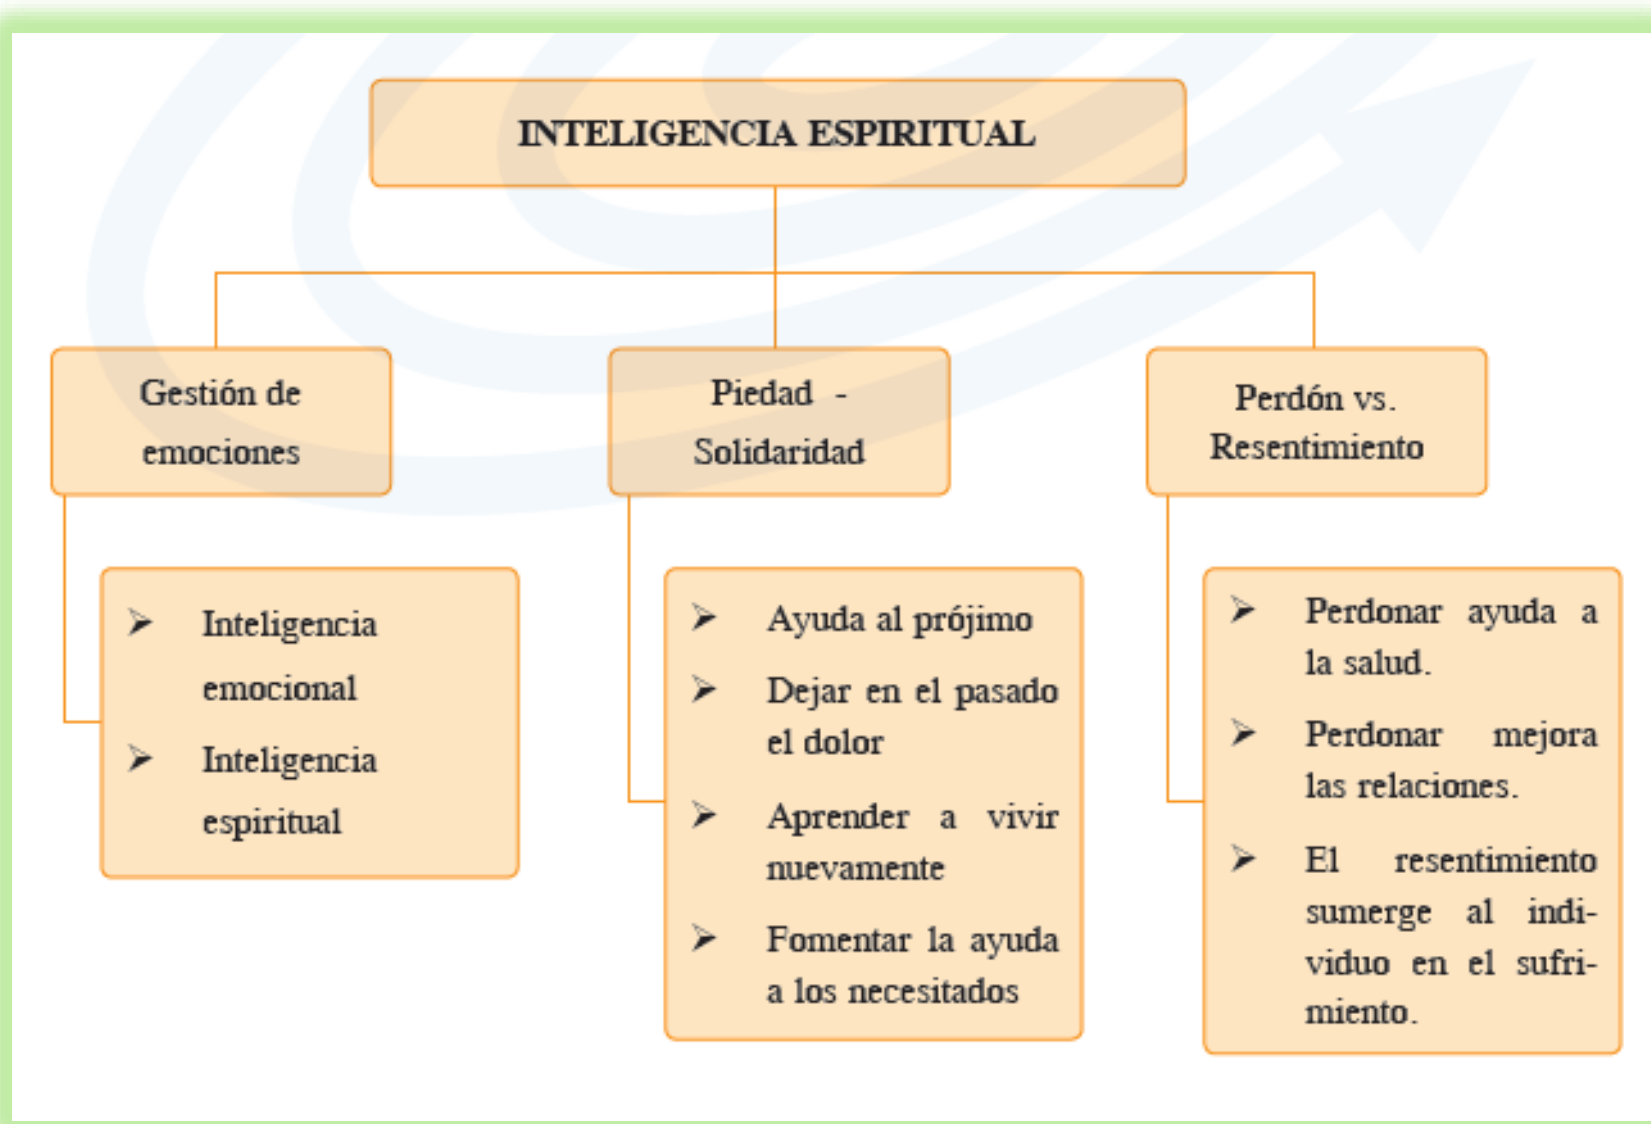 INTELIGENCIA ESPIRITUAL
Gestión de
emociones
Inteligencia
emocional
Inteligencia
espiritual
Piedad -
Solidaridad
Ayuda al prójimo
Dejar en el pasado
el dolor
Aprender a vivir
nuevamente
Fomentar la ayuda
a los necesitados
Perdón vs.
Resentimiento
Perdonar ayuda a
la salud.
Perdonar mejora
las relaciones.
El resentimiento
sumerge al indi-
viduo en el sufri-
miento.